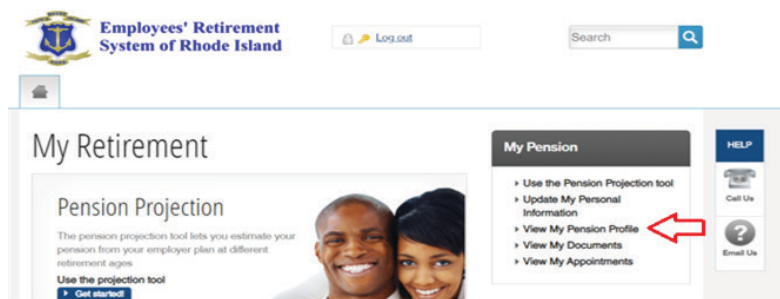 Employees' Retirement
System of Rhode Island
Log out
Search
My Retirement
Pension Projection
The pension projection tool lets you estimate your
pension from your employer plan at different
retirement ages
Use the projection tool
Get started!
My Pension
Use the Pension Projection tool
Update My Personal
Information
View My Pension Profile
View My Documents
View My Appointments
HELP
Call Us
?
Email Us